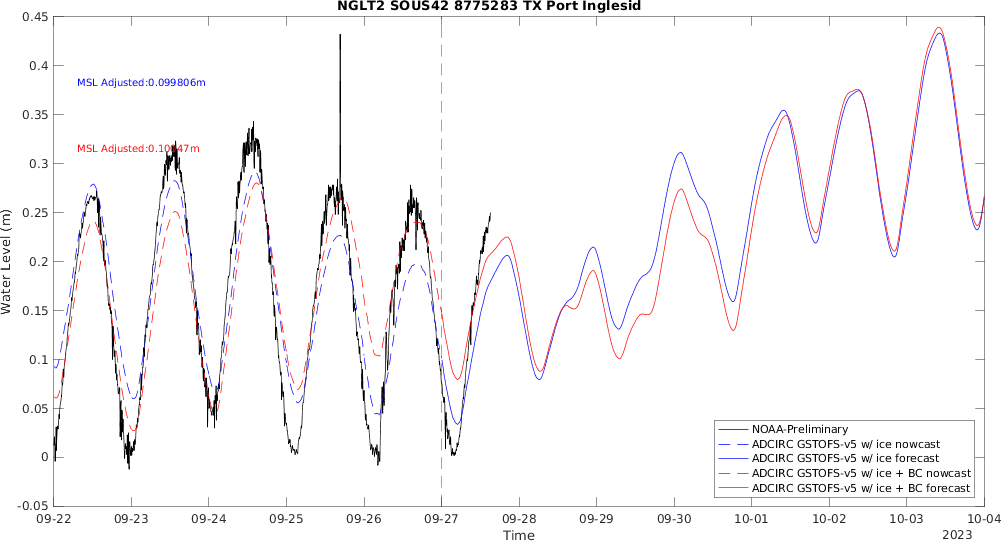 NGLT2 SOUS42 8775283 TX Port Inglesid
0.45
0.4
0.35
0.3
0.25
0.2
0.15
0.1
0.05
0
-0.05
Water Level (m)
MSL Adjusted:0.099806m
MSL Adjusted:0.10047m
NOAA-Preliminary
ADCIRC GSTOFS-v5 w/ ice nowcast
ADCIRC GSTOFS-v5 w/ ice forecast
ADCIRC GSTOFS-v5 w/ ice + BC nowcast
ADCIRC GSTOFS-v5 w/ ice + BC forecast
09-22 09-23 09-24 09-25 09-26 09-27 09-28 09-29 09-30 10-01 10-02 10-03 10-04
Time
2023